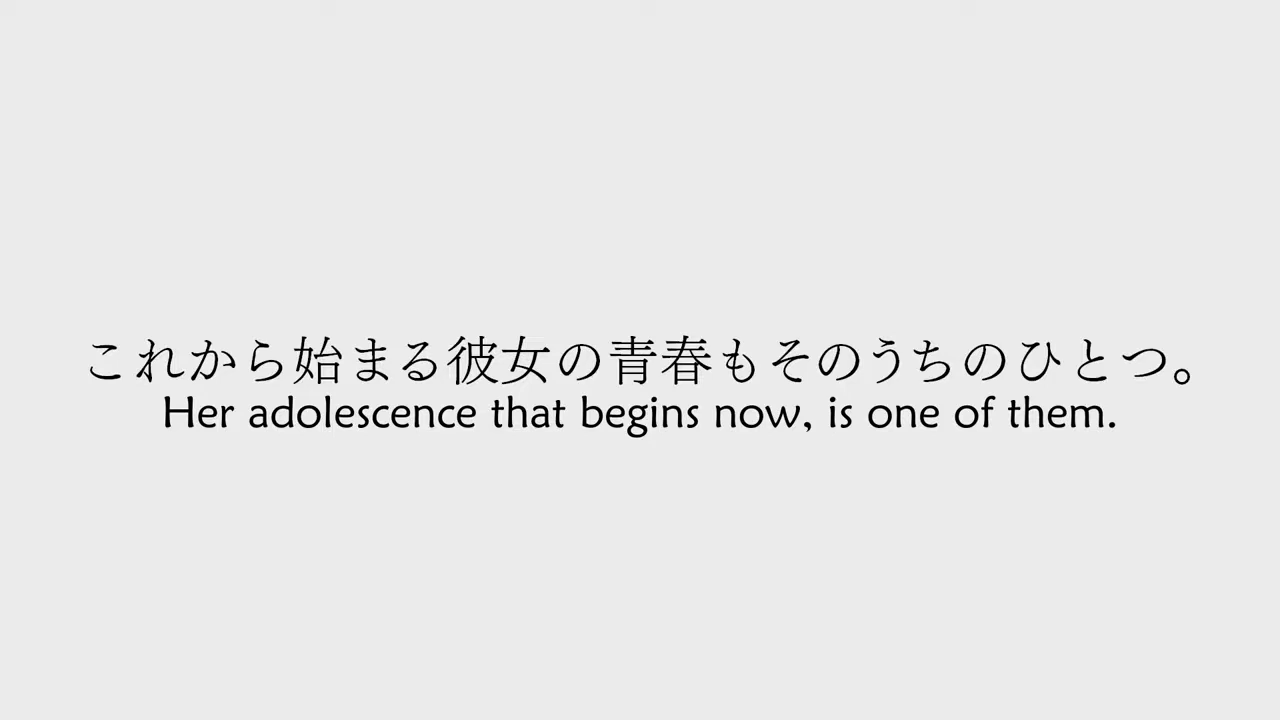 これから始まる彼女の青春もそのうちのひとつ。
Her adolescence that begins now, is one of them.